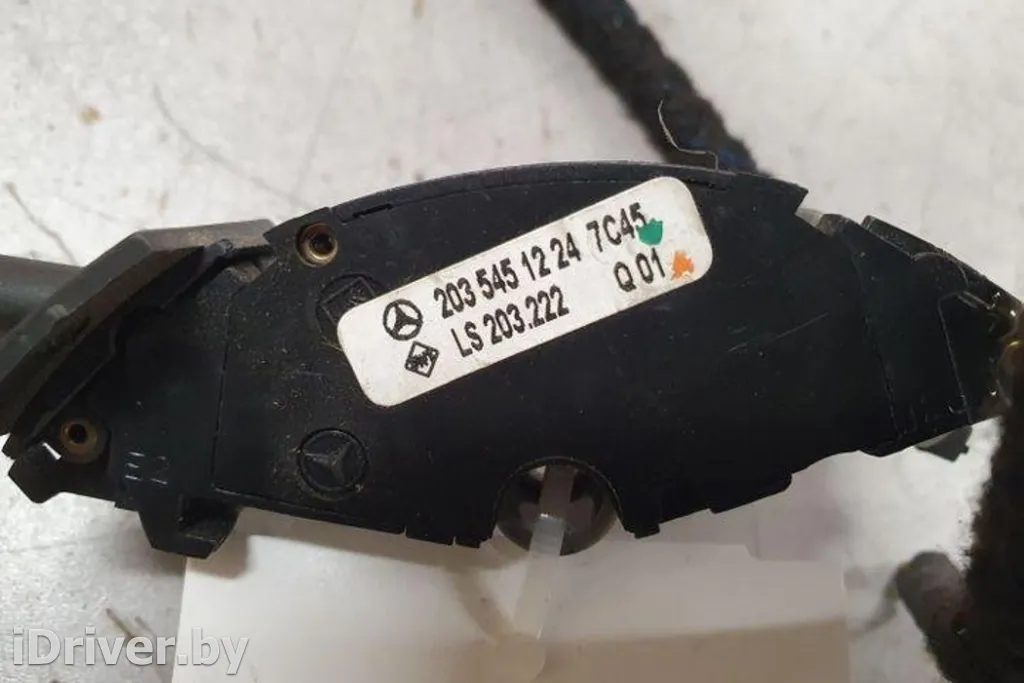 203 545 12 24 7C45
LS 203.222 Q 01
iDriver.by